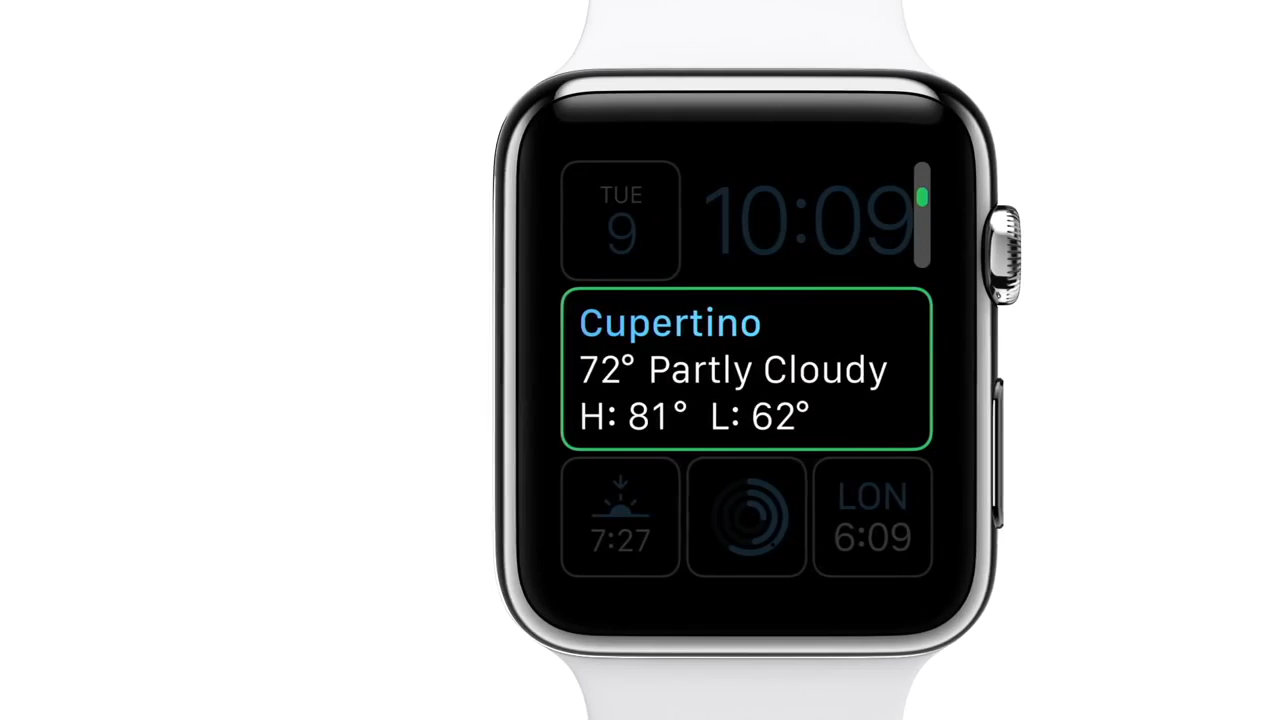 TUE
9
10:09
Cupertino
72° Partly Cloudy
H: 81° L: 62°
7:27
LON
6:09